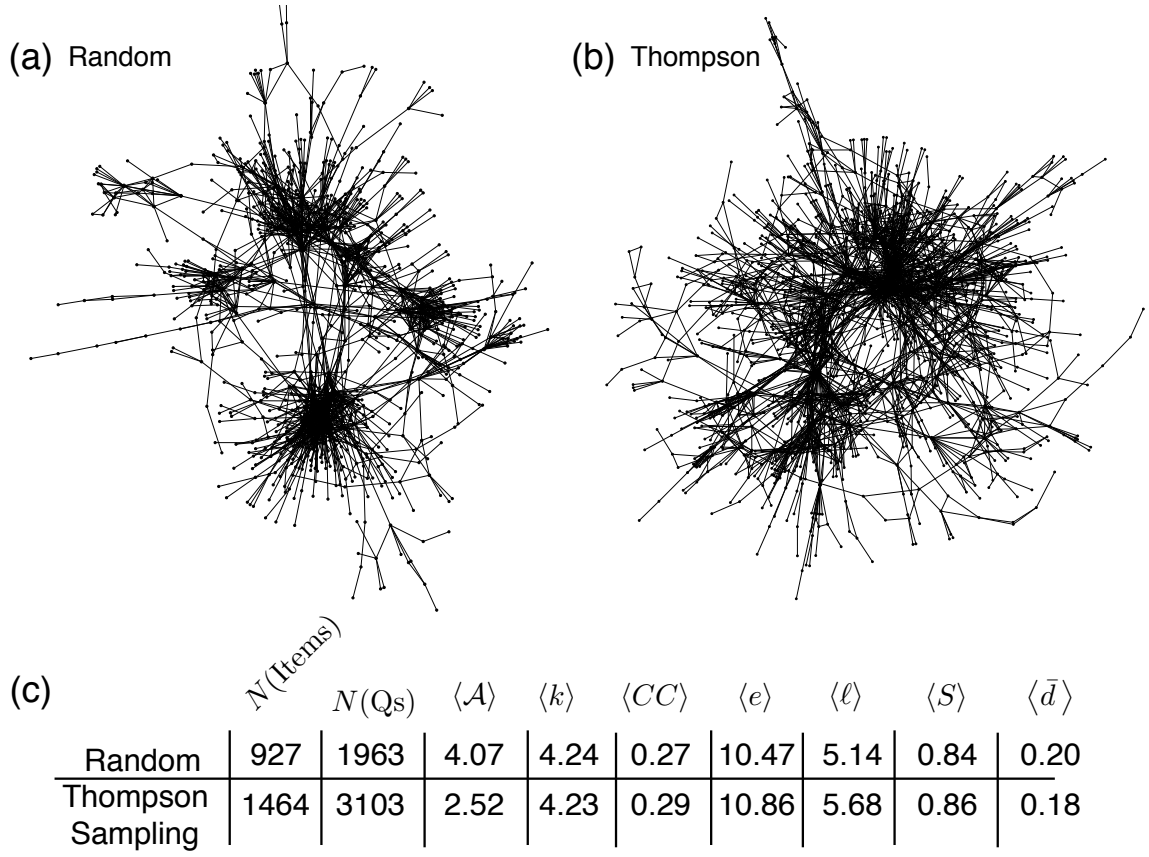 (a) Random
(b) Thompson
(c)
N(Items) N(Qs) ⟨𝒜⟩ ⟨k⟩ ⟨CC⟩ ⟨e⟩ ⟨ℓ⟩ ⟨S⟩ ⟨d̄⟩
Random 927 1963 4.07 4.24 0.27 10.47 5.14 0.84 0.20
Thompson
Sampling 1464 3103 2.52 4.23 0.29 10.86 5.68 0.86 0.18